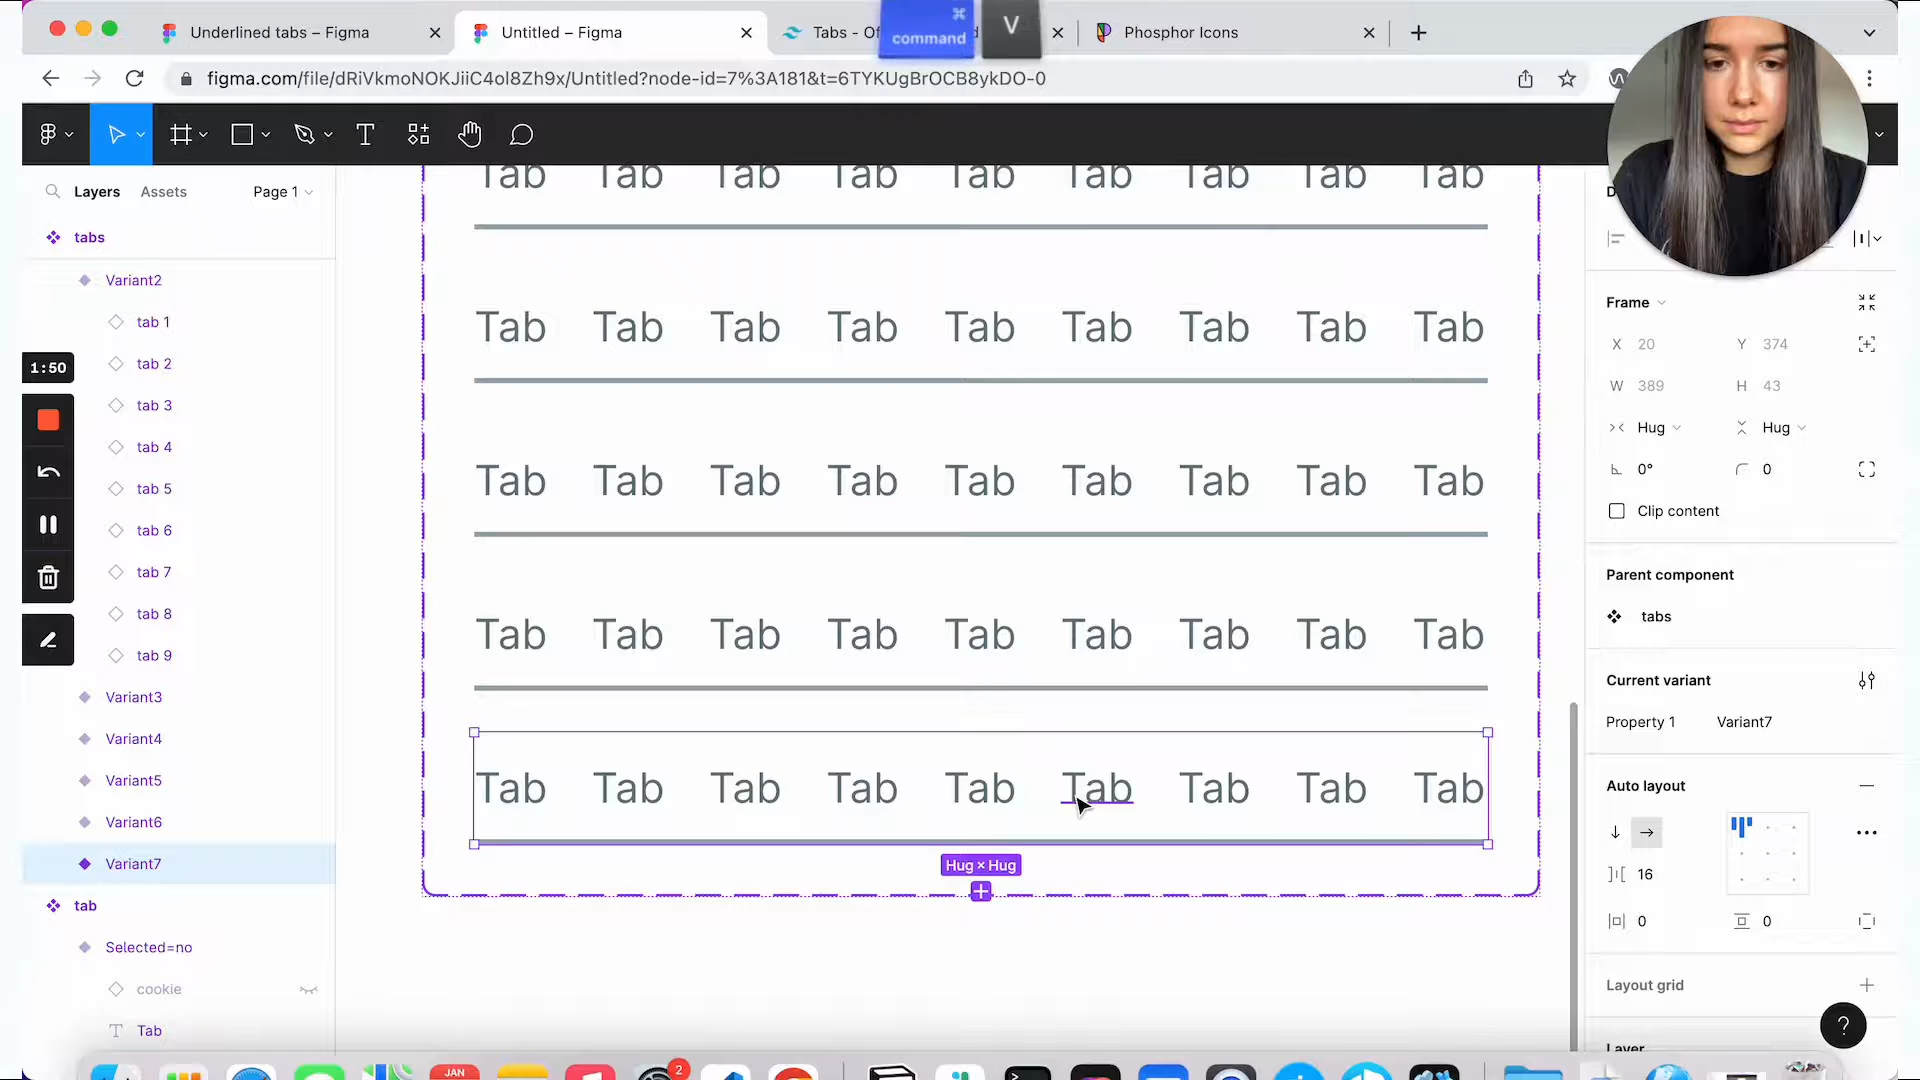 Underlined tabs – Figma
Untitled – Figma
Tabs - Of
⌘
command
V
Phosphor Icons
figma.com/file/dRiVkmoNOKJiiC4ol8Zh9x/Untitled?node-id=7%3A181&t=6TYKUgBrOCB8ykDO-0
Layers
Assets
Page 1
tabs
Variant2
tab 1
tab 2
tab 3
tab 4
tab 5
tab 6
tab 7
tab 8
tab 9
Variant3
Variant4
Variant5
Variant6
Variant7
tab
Selected=no
cookie
Tab
1:50
Tab Tab Tab Tab Tab Tab Tab Tab Tab
Tab Tab Tab Tab Tab Tab Tab Tab Tab
Tab Tab Tab Tab Tab Tab Tab Tab Tab
Tab Tab Tab Tab Tab Tab Tab Tab Tab
Tab Tab Tab Tab Tab Tab Tab Tab Tab
Hug × Hug
Frame
X 20 Y 374
W 389 H 43
Hug Hug
0° 0
Clip content
Parent component
tabs
Current variant
Property 1 Variant7
Auto layout
16
0 0
Layout grid
Layer
?
JAN
2